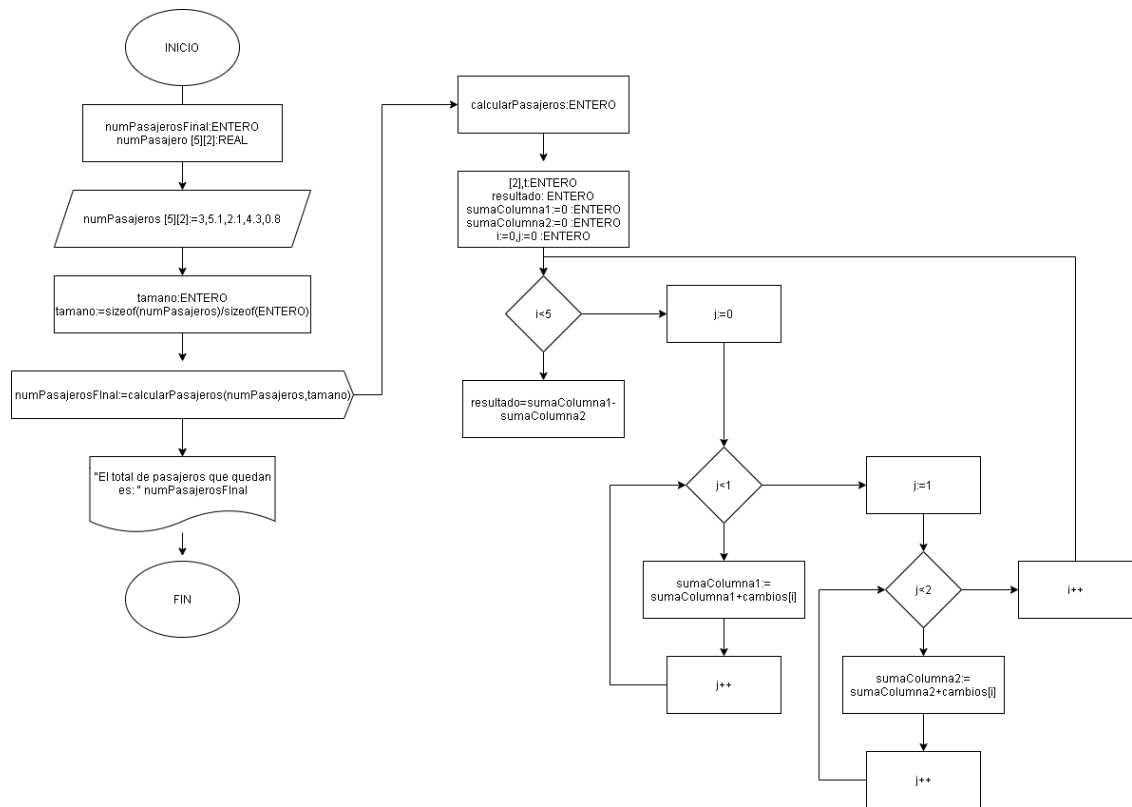 INICIO
numPasajerosFinal:ENTERO
numPasajero [5][2]:REAL
numPasajeros [5][2]:=3,5.1,2.1,4.3,0.8
tamano:ENTERO
tamano:=sizeof(numPasajeros)/sizeof(ENTERO)
numPasajerosFInal:=calcularPasajeros(numPasajeros,tamano)
"El total de pasajeros que quedan
es: " numPasajerosFInal
FIN
calcularPasajeros:ENTERO
[2],t:ENTERO
resultado: ENTERO
sumaColumna1:=0 :ENTERO
sumaColumna2:=0 :ENTERO
i:=0,j:=0 :ENTERO
i<5
j:=0
resultado=sumaColumna1-
sumaColumna2
j<1
j:=1
sumaColumna1:=
sumaColumna1+cambios[i]
j++
j<2
i++
sumaColumna2:=
sumaColumna2+cambios[i]
j++